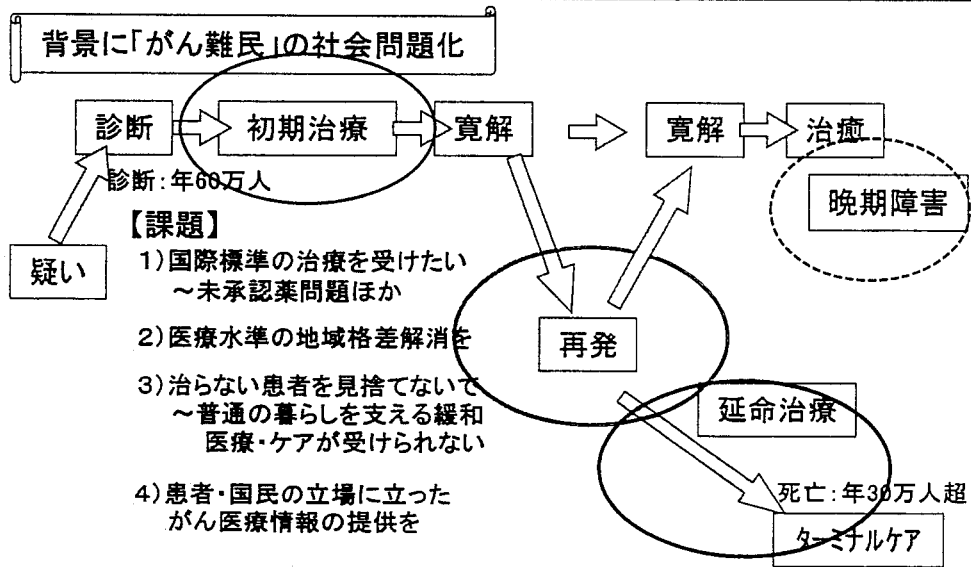 背景に「がん難民」の社会問題化
診断
初期治療
寛解
寛解
治癒
診断：年60万人
晩期障害
疑い
【課題】
1）国際標準の治療を受けたい
～未承認薬問題ほか
2）医療水準の地域格差解消を
再発
3）治らない患者を見捨てないで
～普通の暮らしを支える緩和
医療・ケアが受けられない
延命治療
4）患者・国民の立場に立った
がん医療情報の提供を
死亡：年30万人超
ターミナルケア